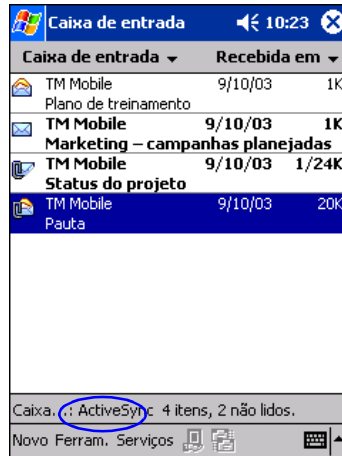 Caixa de entrada 10:23
Caixa de entrada Recebida em
TM Mobile 9/10/03 1K
Plano de treinamento
TM Mobile 9/10/03 1K
Marketing – campanhas planejadas
TM Mobile 9/10/03 1/24K
Status do projeto
TM Mobile 9/10/03 20K
Pauta
Caixa...: ActiveSync 4 itens, 2 não lidos.
Novo Ferram. Serviços